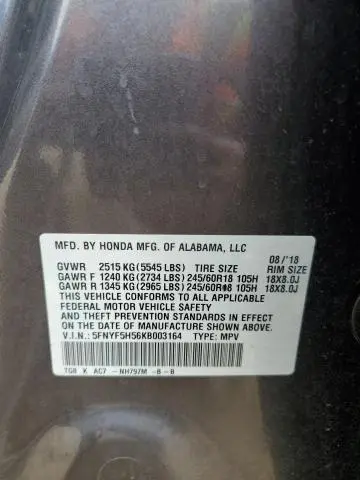 MFD. BY HONDA MFG. OF ALABAMA, LLC 08/'18
GVWR 2515 KG (5545 LBS) TIRE SIZE RIM SIZE
GAWR F 1240 KG (2734 LBS) 245/60R18 105H 18X8.0J
GAWR R 1345 KG (2965 LBS) 245/60R18 105H 18X8.0J
THIS VEHICLE CONFORMS TO ALL APPLICABLE
FEDERAL MOTOR VEHICLE SAFETY
AND THEFT PREVENTION STANDARDS IN EFFECT
ON THE DATE OF MANUFACTURE SHOWN ABOVE.
V.I.N.: 5FNYF5H56KB003164 TYPE: MPV
TG8 K AC7 -NH797M -B -B